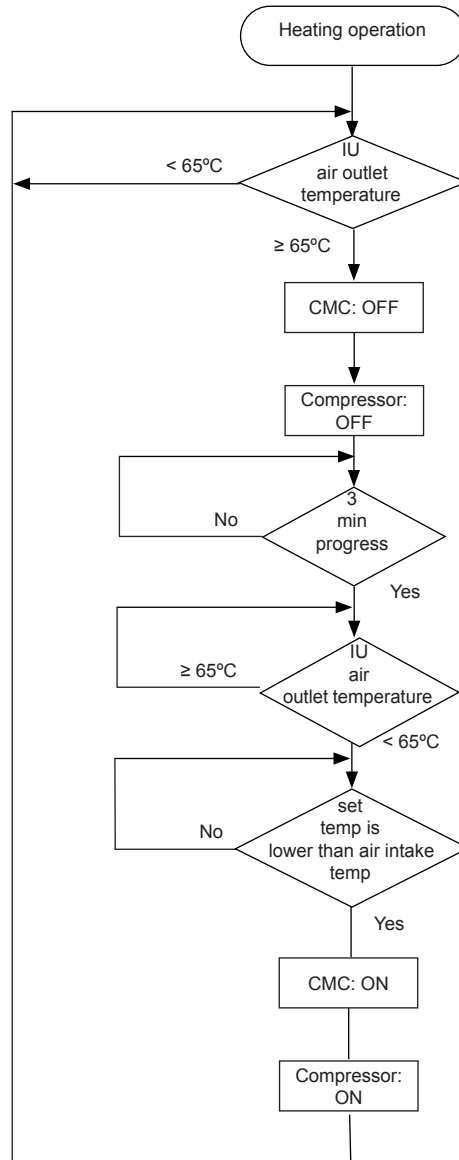 Heating operation
IU
air outlet
temperature
< 65ºC
≥ 65ºC
CMC: OFF
Compressor:
OFF
3
min
progress
No
Yes
IU
air
outlet temperature
≥ 65ºC
< 65ºC
set
temp is
lower than air intake
temp
No
Yes
CMC: ON
Compressor:
ON